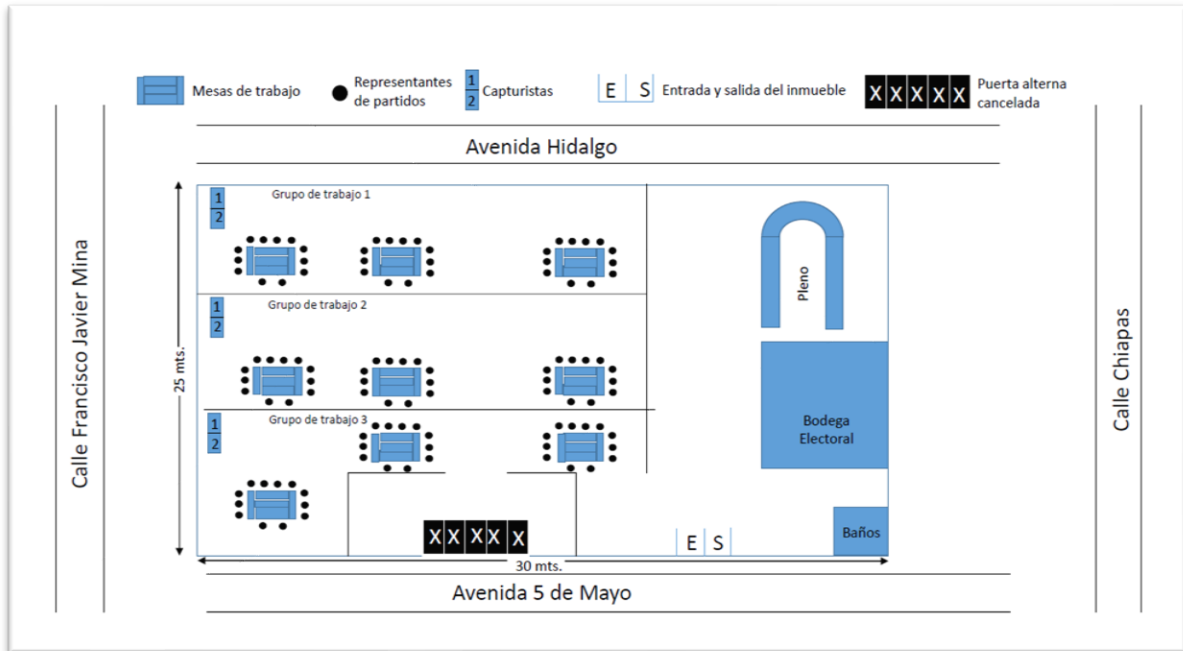 Mesas de trabajo
Representantes
de partidos
1
2
Capturistas
E S
Entrada y salida del inmueble
X X X X X
Puerta alterna
cancelada
Avenida Hidalgo
Calle Francisco Javier Mina
25 mts.
1
2
Grupo de trabajo 1
1
2
Grupo de trabajo 2
1
2
Grupo de trabajo 3
Pleno
Bodega
Electoral
Baños
X X X X X
E S
30 mts.
Avenida 5 de Mayo
Calle Chiapas